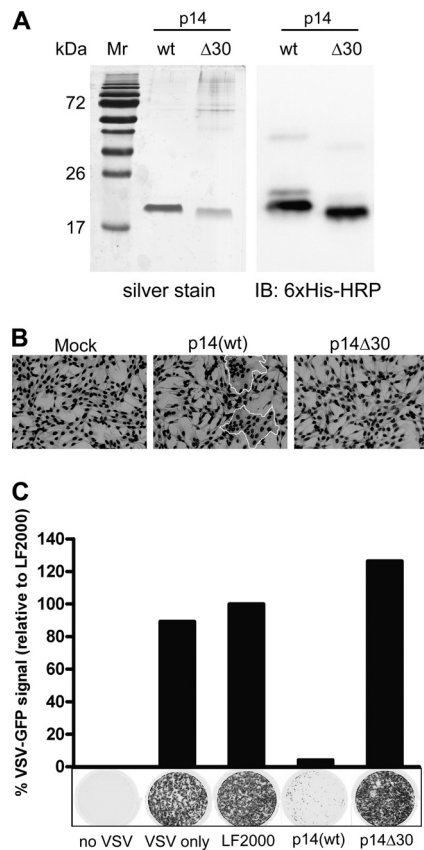 A
p14
p14
kDa Mr wt Δ30 wt Δ30
72
26
17
silver stain IB: 6xHis-HRP
B
Mock p14(wt) p14Δ30
C
% VSV-GFP signal (relative to LF2000)
140
120
100
80
60
40
20
0
no VSV VSV only LF2000 p14(wt) p14Δ30